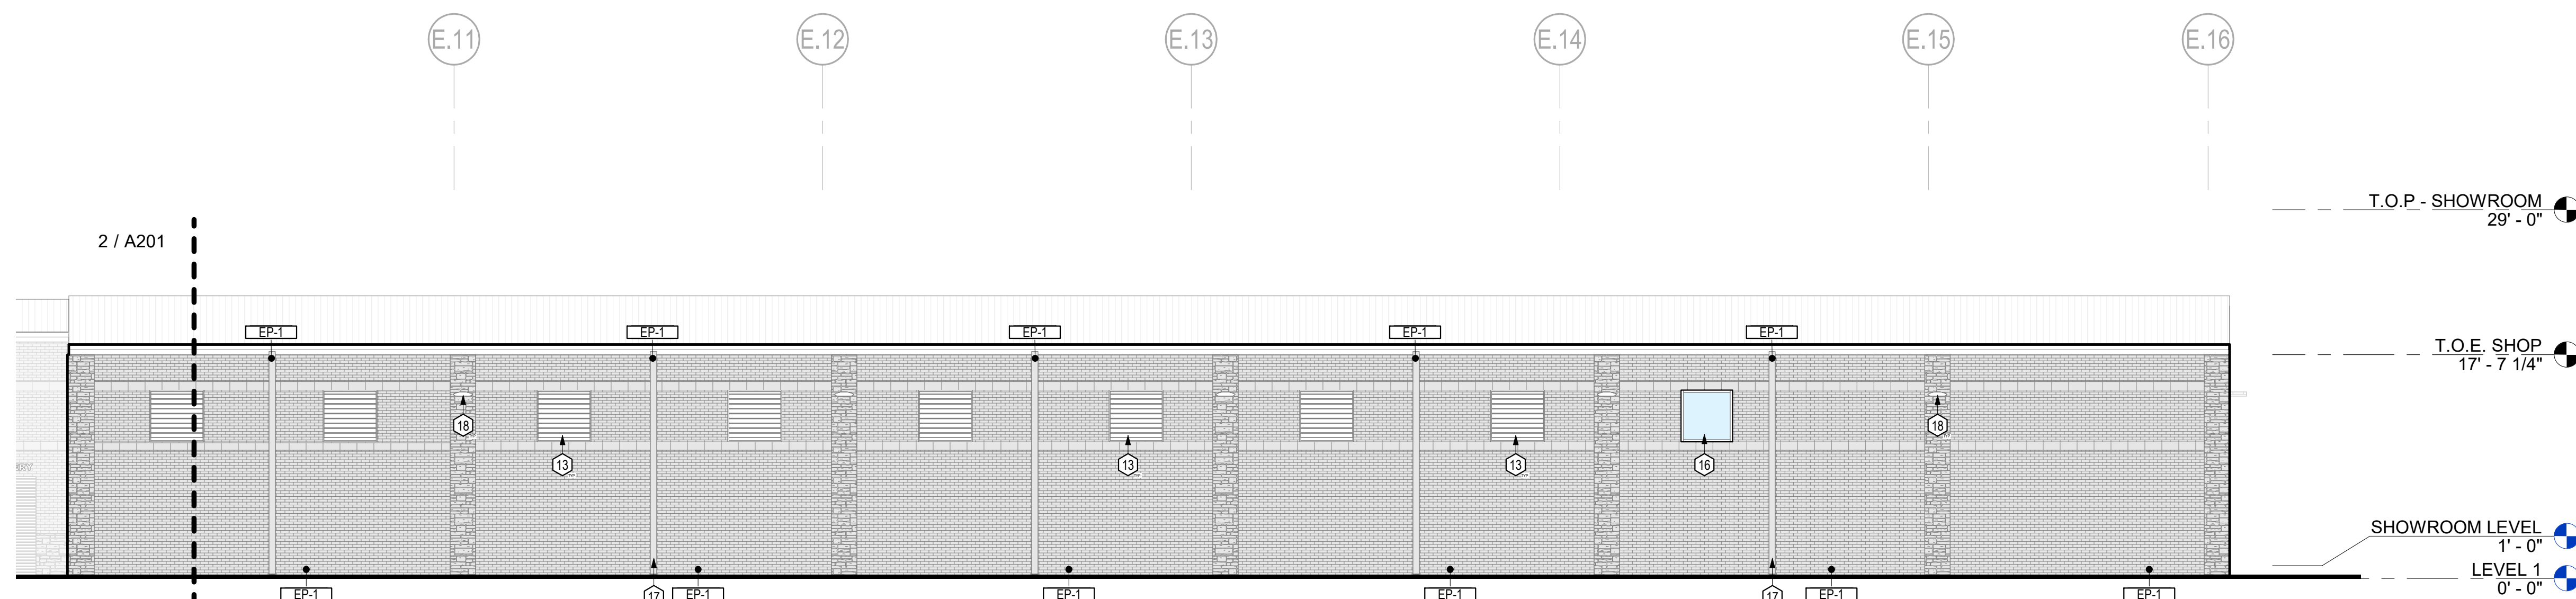 E.11
E.12
E.13
E.14
E.15
E.16
T.O.P - SHOWROOM
29' - 0"
2 / A201
EP-1
EP-1
EP-1
EP-1
EP-1
T.O.E. SHOP
17' - 7 1/4"
18
18
13
13
13
16
SHOWROOM LEVEL
1' - 0"
LEVEL 1
0' - 0"
EP-1
17
EP-1
EP-1
EP-1
17
EP-1
EP-1